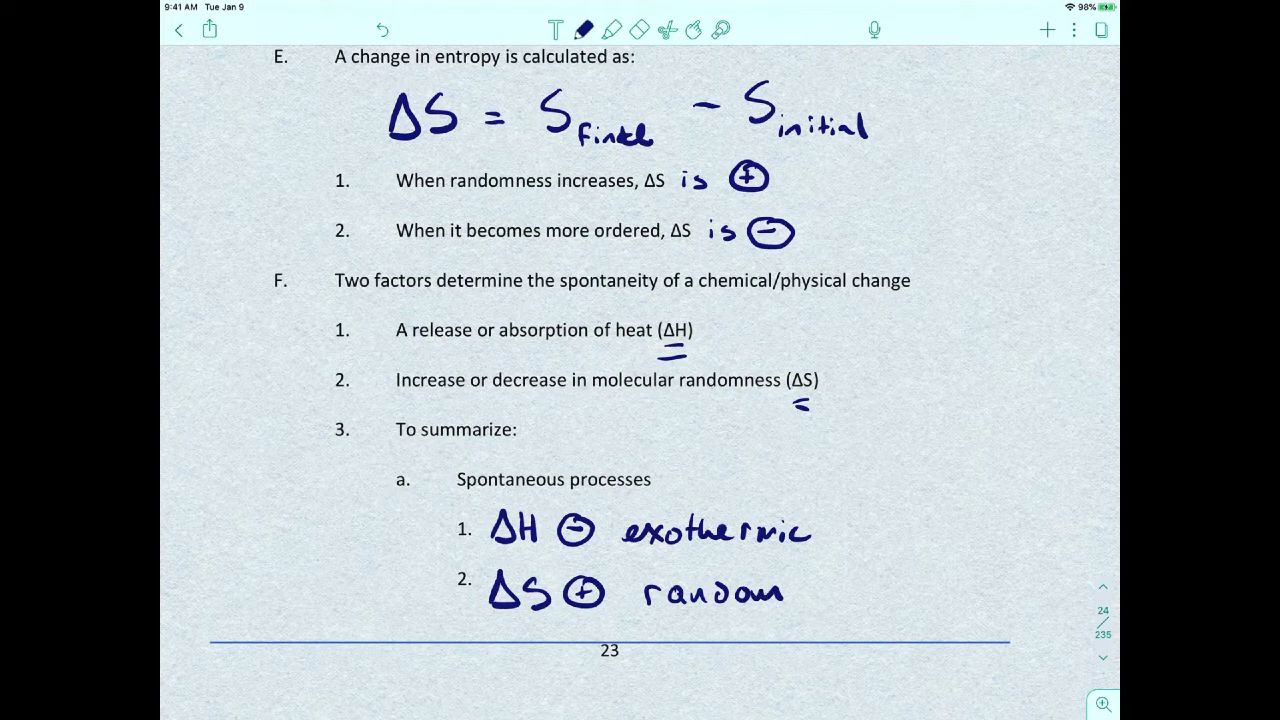 9:41 AM Tue Jan 9 98%
T
E. A change in entropy is calculated as:
ΔS = Sfinal - Sinitial
1. When randomness increases, ΔS is +
2. When it becomes more ordered, ΔS is -
F. Two factors determine the spontaneity of a chemical/physical change
1. A release or absorption of heat (ΔH)
2. Increase or decrease in molecular randomness (ΔS)
3. To summarize:
a. Spontaneous processes
1. ΔH - exothermic
2. ΔS + random
24
/
235
23